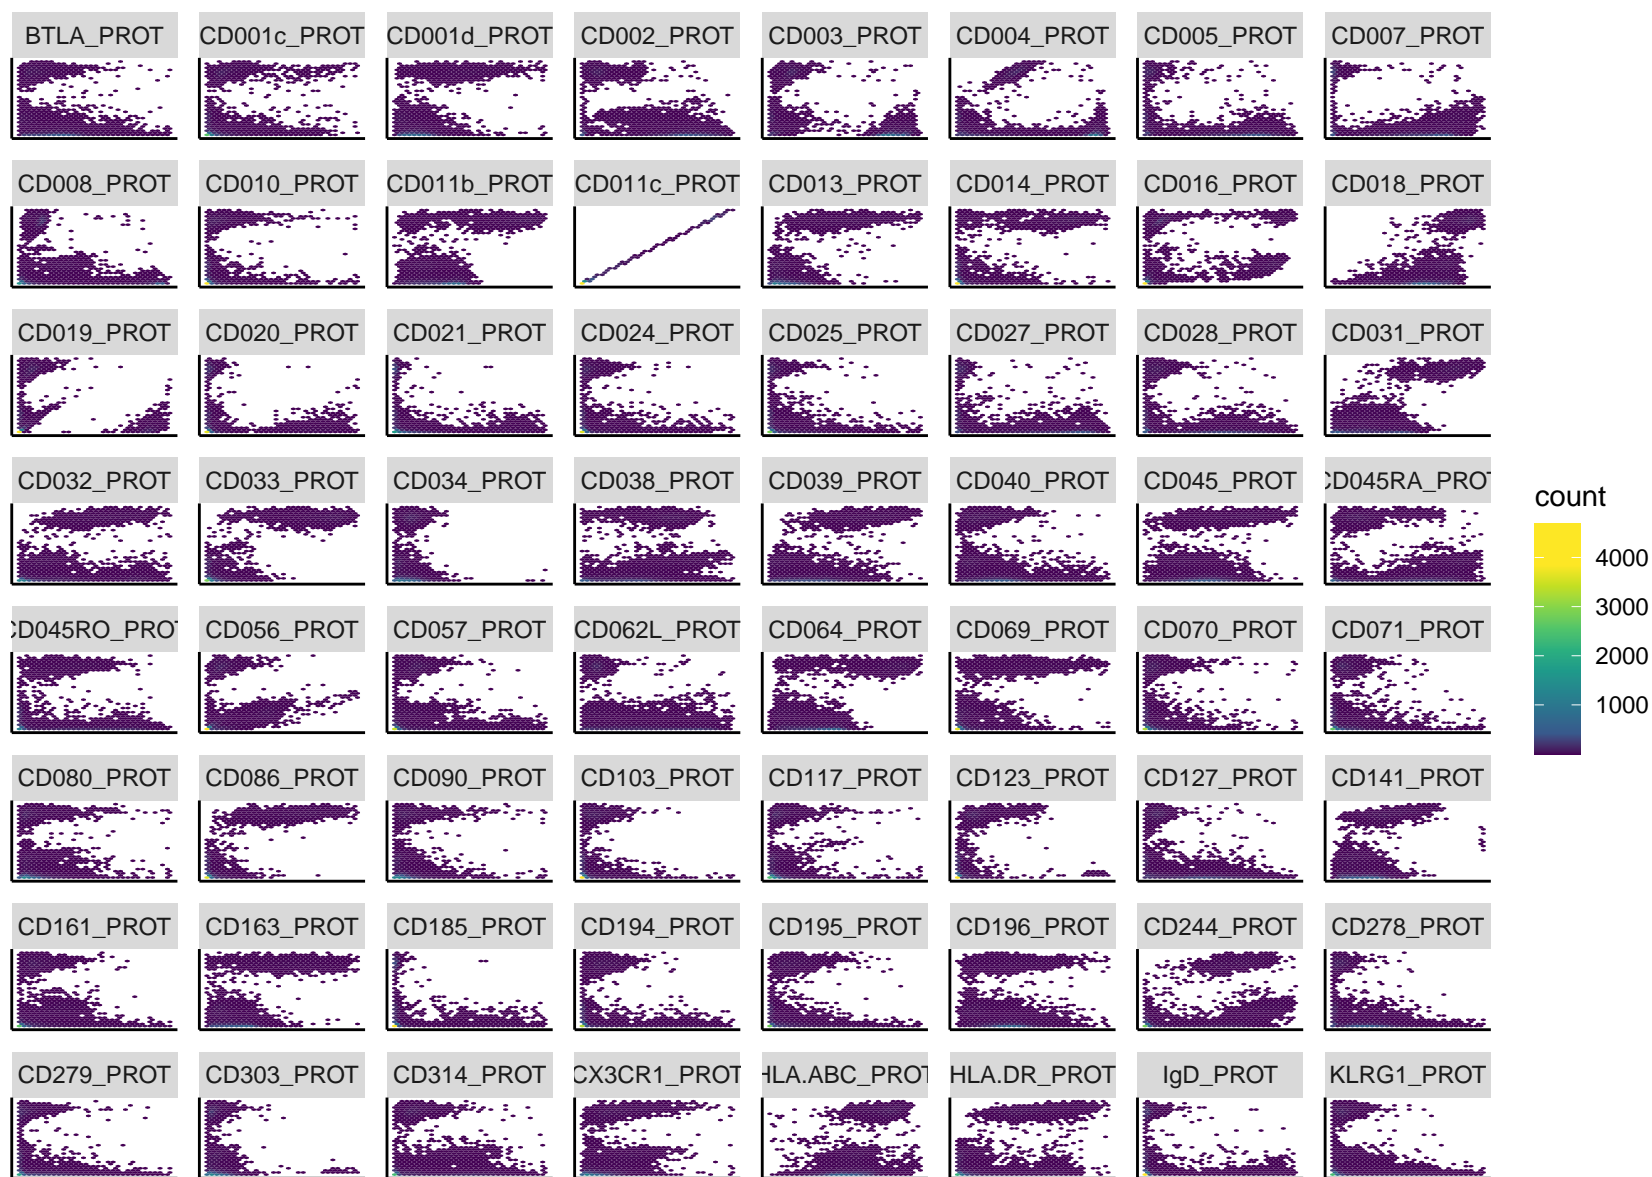 BTLA_PROT CD001c_PROT CD001d_PROT CD002_PROT CD003_PROT CD004_PROT CD005_PROT CD007_PROT
CD008_PROT CD010_PROT CD011b_PROT CD011c_PROT CD013_PROT CD014_PROT CD016_PROT CD018_PROT
CD019_PROT CD020_PROT CD021_PROT CD024_PROT CD025_PROT CD027_PROT CD028_PROT CD031_PROT
CD032_PROT CD033_PROT CD034_PROT CD038_PROT CD039_PROT CD040_PROT CD045_PROT CD045RA_PROT
CD045RO_PROT CD056_PROT CD057_PROT CD062L_PROT CD064_PROT CD069_PROT CD070_PROT CD071_PROT
CD080_PROT CD086_PROT CD090_PROT CD103_PROT CD117_PROT CD123_PROT CD127_PROT CD141_PROT
CD161_PROT CD163_PROT CD185_PROT CD194_PROT CD195_PROT CD196_PROT CD244_PROT CD278_PROT
CD279_PROT CD303_PROT CD314_PROT CX3CR1_PROT HLA.ABC_PROT HLA.DR_PROT IgD_PROT KLRG1_PROT
count
4000
3000
2000
1000